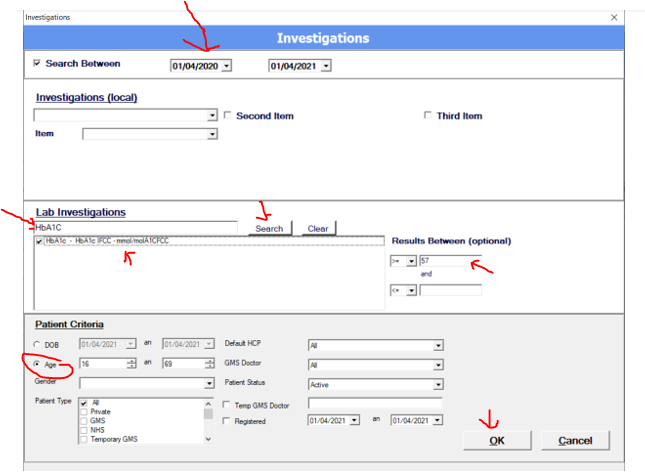 Investigations
Investigations
Search Between 01/04/2020 01/04/2021
Investigations (local)
Second Item Third Item
Item
Lab Investigations
HbA1C Search Clear
HbA1c - HbA1c IFCC - mmol/molA1CFCC
Results Between (optional)
>= 57
and
<=
Patient Criteria
DOB 01/04/2021 an 01/04/2021 Default HCP All
Age 16 an 69 GMS Doctor All
Gender Patient Status Active
Patient Type All Temp GMS Doctor
Private Registered 01/04/2021 an 01/04/2021
GMS
NHS
Temporary GMS
OK Cancel